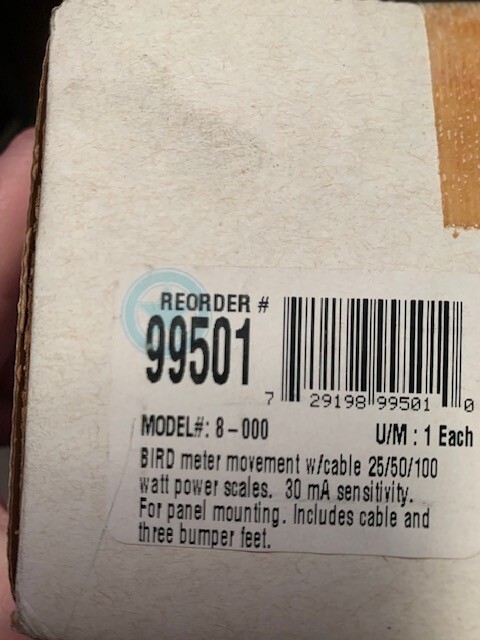 REORDER #
99501
7 29198 99501 0
MODEL#: 8-000
U/M : 1 Each
BIRD meter movement w/cable 25/50/100
watt power scales. 30 mA sensitivity.
For panel mounting. Includes cable and
three bumper feet.